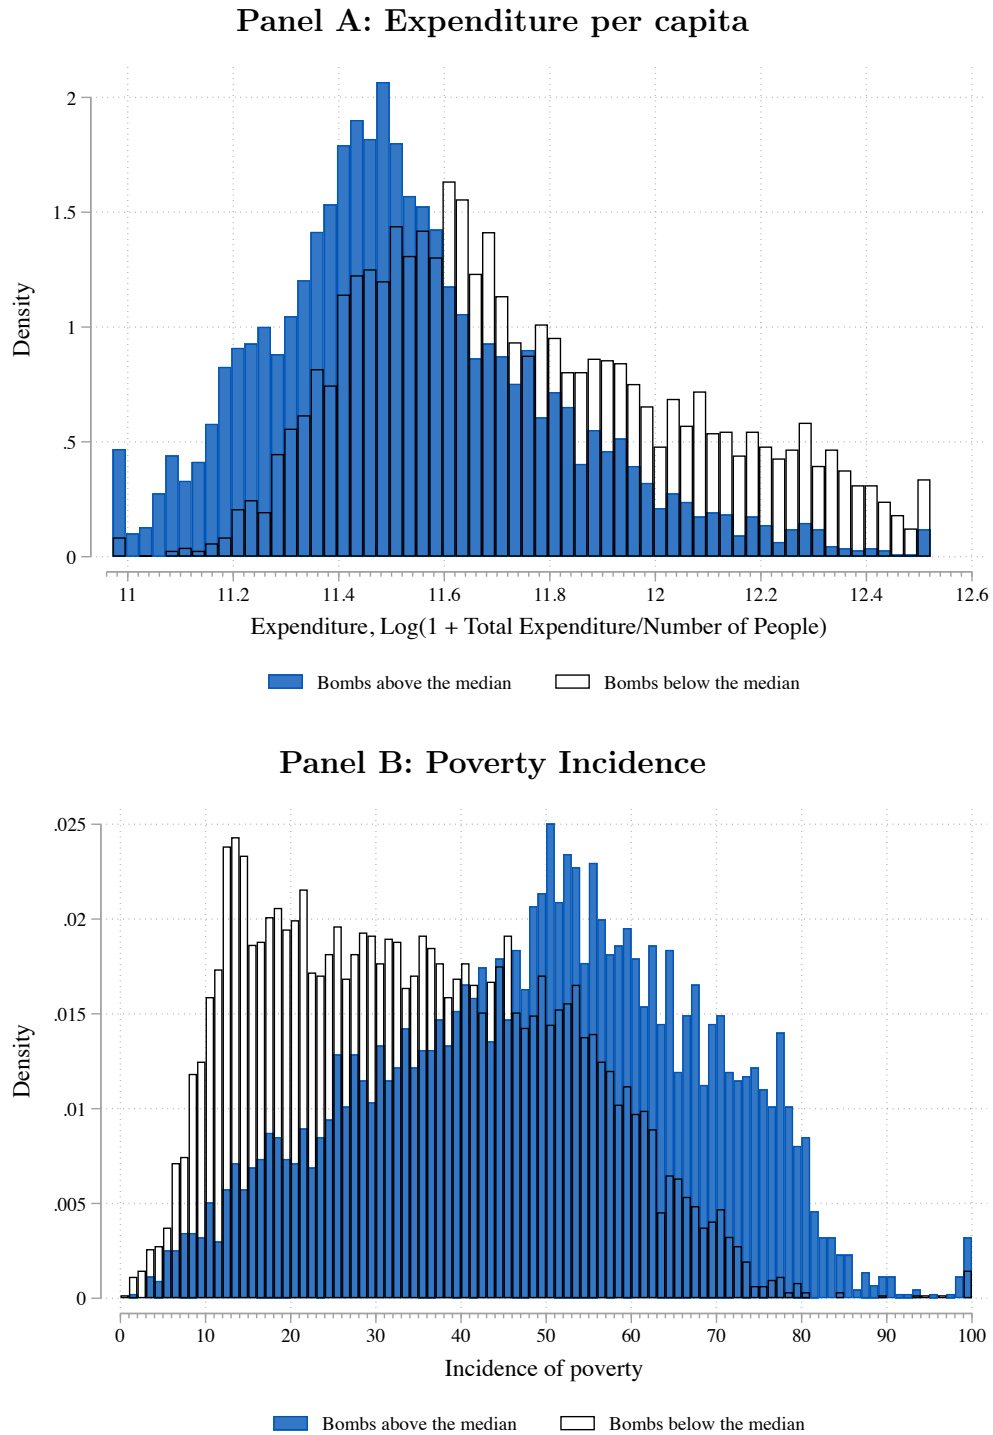 Panel A: Expenditure per capita
2
1.5
1
.5
0
Density
11 11.2 11.4 11.6 11.8 12 12.2 12.4 12.6
Expenditure, Log(1 + Total Expenditure/Number of People)
Bombs above the median Bombs below the median
Panel B: Poverty Incidence
.025
.02
.015
.01
.005
0
Density
0 10 20 30 40 50 60 70 80 90 100
Incidence of poverty
Bombs above the median Bombs below the median